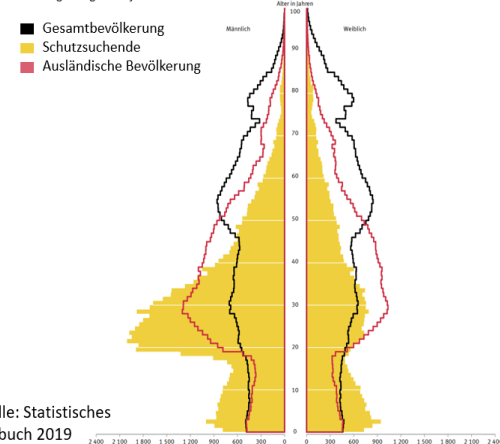 Alter in Jahren
Gesamtbevölkerung
Schutzsuchende
Ausländische Bevölkerung
Männlich
Weiblich
100
90
80
70
60
50
40
30
20
10
0
2 400 2 100 1 800 1 500 1 200 900 600 300 0 0 300 600 900 1 200 1 500 1 800 2 100 2 400
lle: Statistisches
buch 2019